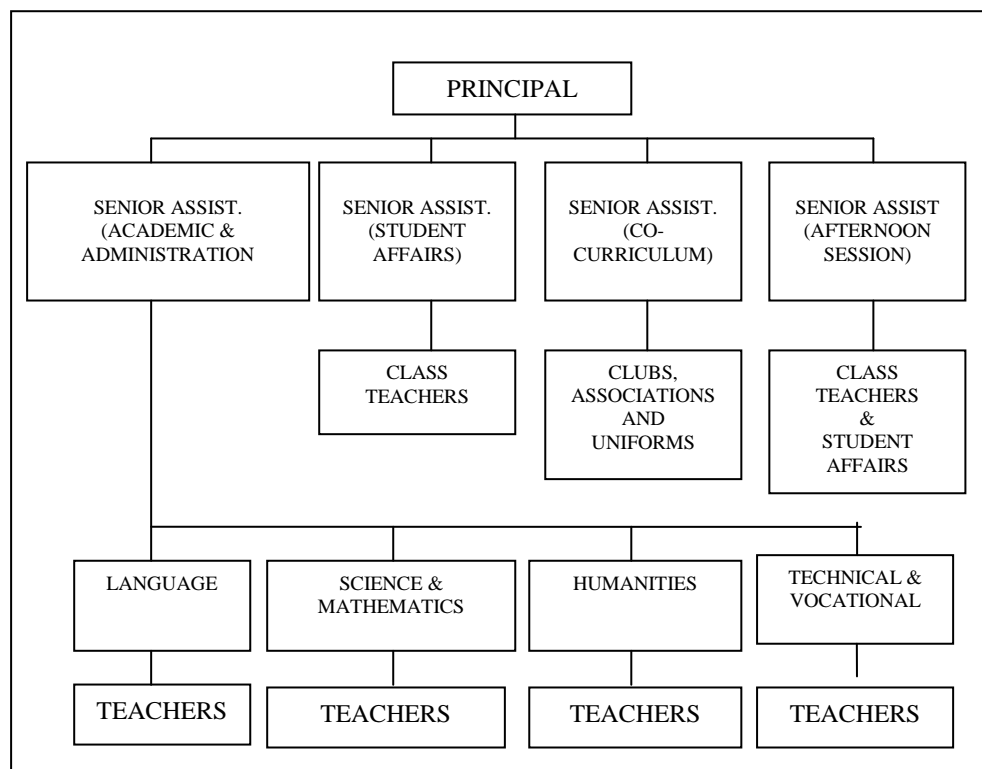 PRINCIPAL
SENIOR ASSIST.
(ACADEMIC &
ADMINISTRATION
SENIOR ASSIST.
(STUDENT
AFFAIRS)
SENIOR ASSIST.
(CO-
CURRICULUM)
SENIOR ASSIST
(AFTERNOON
SESSION)
CLASS
TEACHERS
CLUBS,
ASSOCIATIONS
AND
UNIFORMS
CLASS
TEACHERS
&
STUDENT
AFFAIRS
LANGUAGE
SCIENCE &
MATHEMATICS
HUMANITIES
TECHNICAL &
VOCATIONAL
TEACHERS
TEACHERS
TEACHERS
TEACHERS